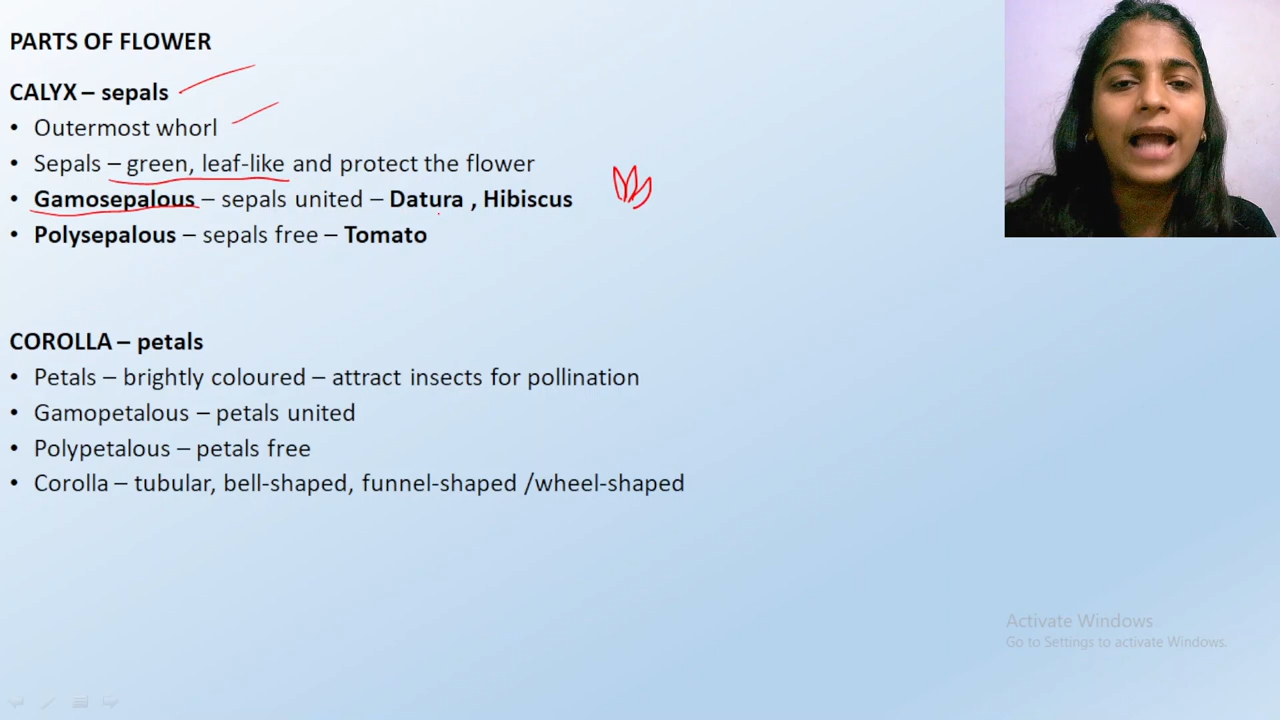 PARTS OF FLOWER
CALYX – sepals
• Outermost whorl
• Sepals – green, leaf-like and protect the flower
• Gamosepalous – sepals united – Datura , Hibiscus
• Polysepalous – sepals free – Tomato
COROLLA – petals
• Petals – brightly coloured – attract insects for pollination
• Gamopetalous – petals united
• Polypetalous – petals free
• Corolla – tubular, bell-shaped, funnel-shaped /wheel-shaped
Activate Windows
Go to Settings to activate Windows.